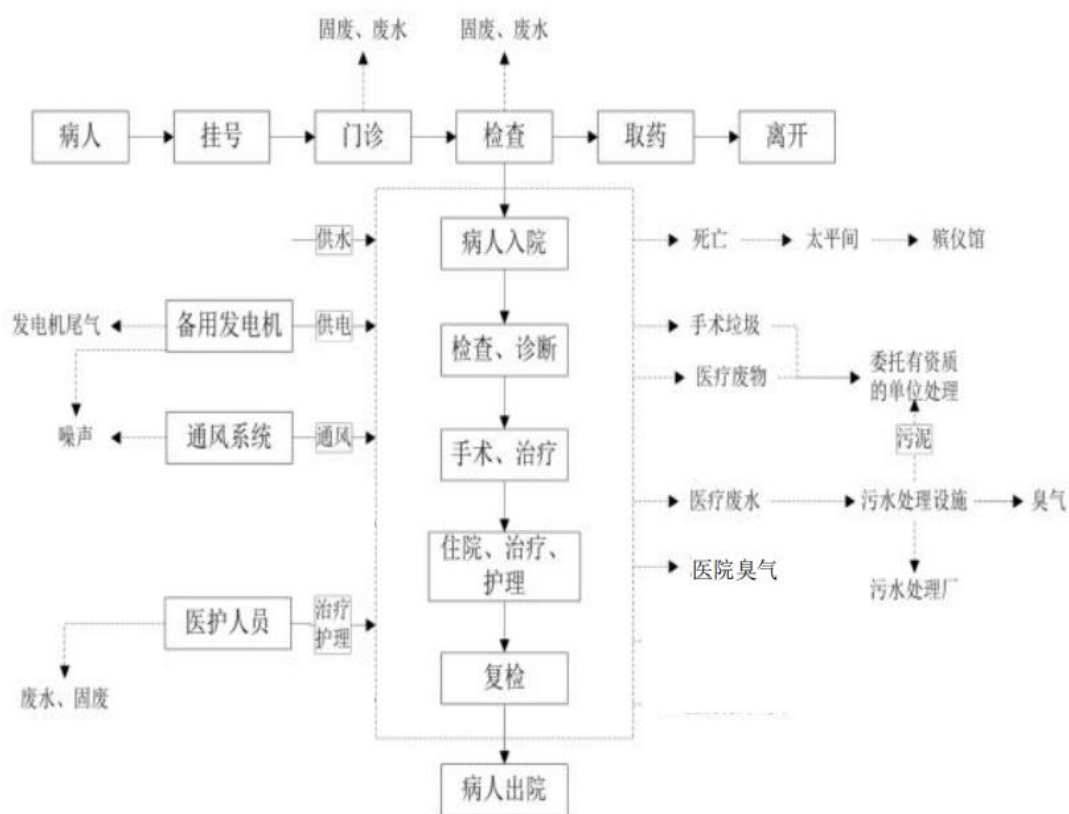 固废、废水
固废、废水
病人
挂号
门诊
检查
取药
离开
供水
病人入院
死亡
太平间
殡仪馆
发电机尾气
备用发电机
供电
检查、诊断
手术垃圾
医疗废物
委托有资质
的单位处理
噪声
通风系统
通风
手术、治疗
污泥
医疗废水
污水处理设施
臭气
住院、治疗、
护理
医院臭气
污水处理厂
医护人员
治疗
护理
废水、固废
复检
病人出院